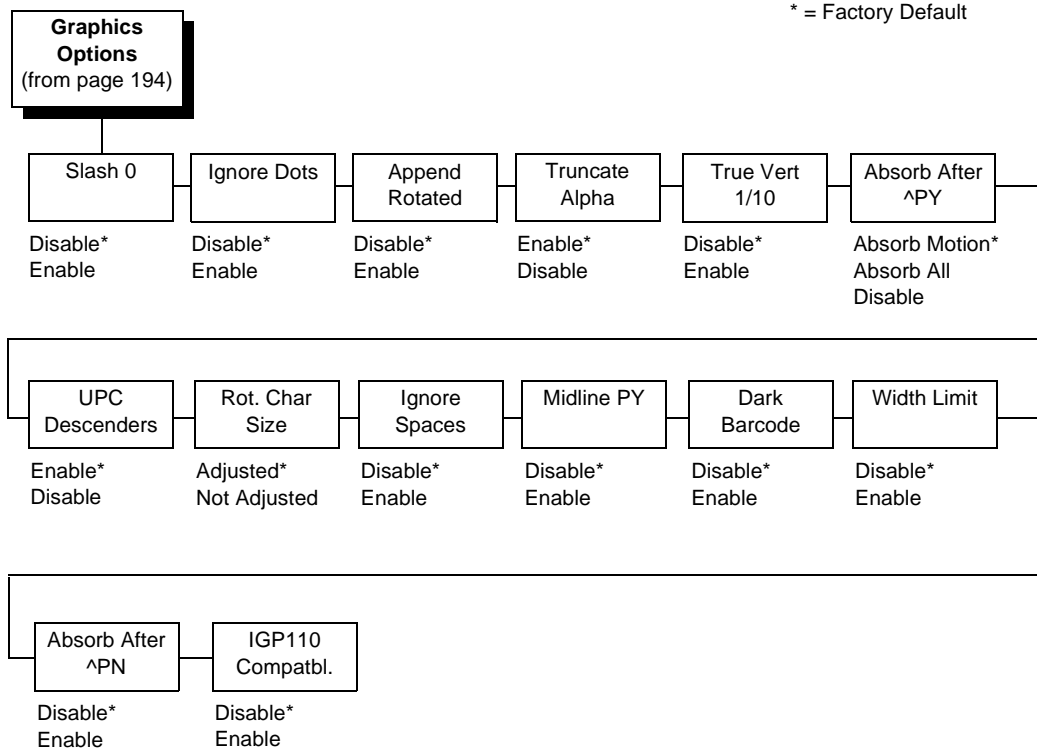 * = Factory Default
Graphics
Options
(from page 194)
Slash 0
Ignore Dots
Append
Rotated
Truncate
Alpha
True Vert
1/10
Absorb After
^PY
Disable*
Enable
Disable*
Enable
Disable*
Enable
Enable*
Disable
Disable*
Enable
Absorb Motion*
Absorb All
Disable
UPC
Descenders
Rot. Char
Size
Ignore
Spaces
Midline PY
Dark
Barcode
Width Limit
Enable*
Disable
Adjusted*
Not Adjusted
Disable*
Enable
Disable*
Enable
Disable*
Enable
Disable*
Enable
Absorb After
^PN
IGP110
Compatbl.
Disable*
Enable
Disable*
Enable